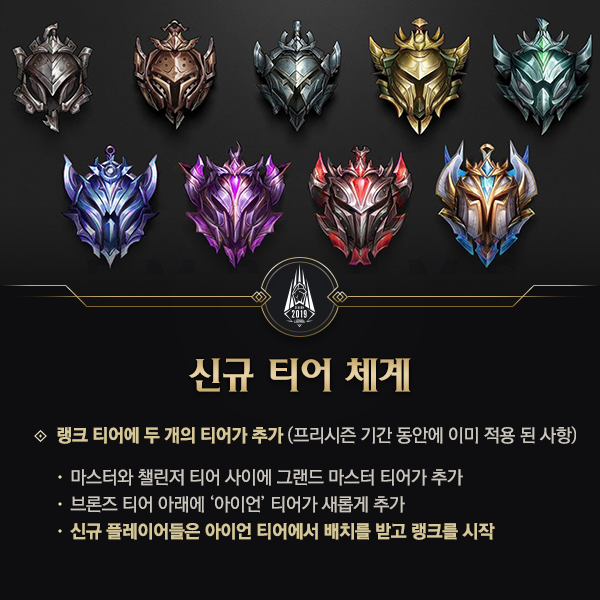 2019
신규 티어 체계
랭크 티어에 두 개의 티어가 추가 (프리시즌 기간 동안에 이미 적용 된 사항)
· 마스터와 챌린저 티어 사이에 그랜드 마스터 티어가 추가
· 브론즈 티어 아래에 ‘아이언’ 티어가 새롭게 추가
· 신규 플레이어들은 아이언 티어에서 배치를 받고 랭크를 시작